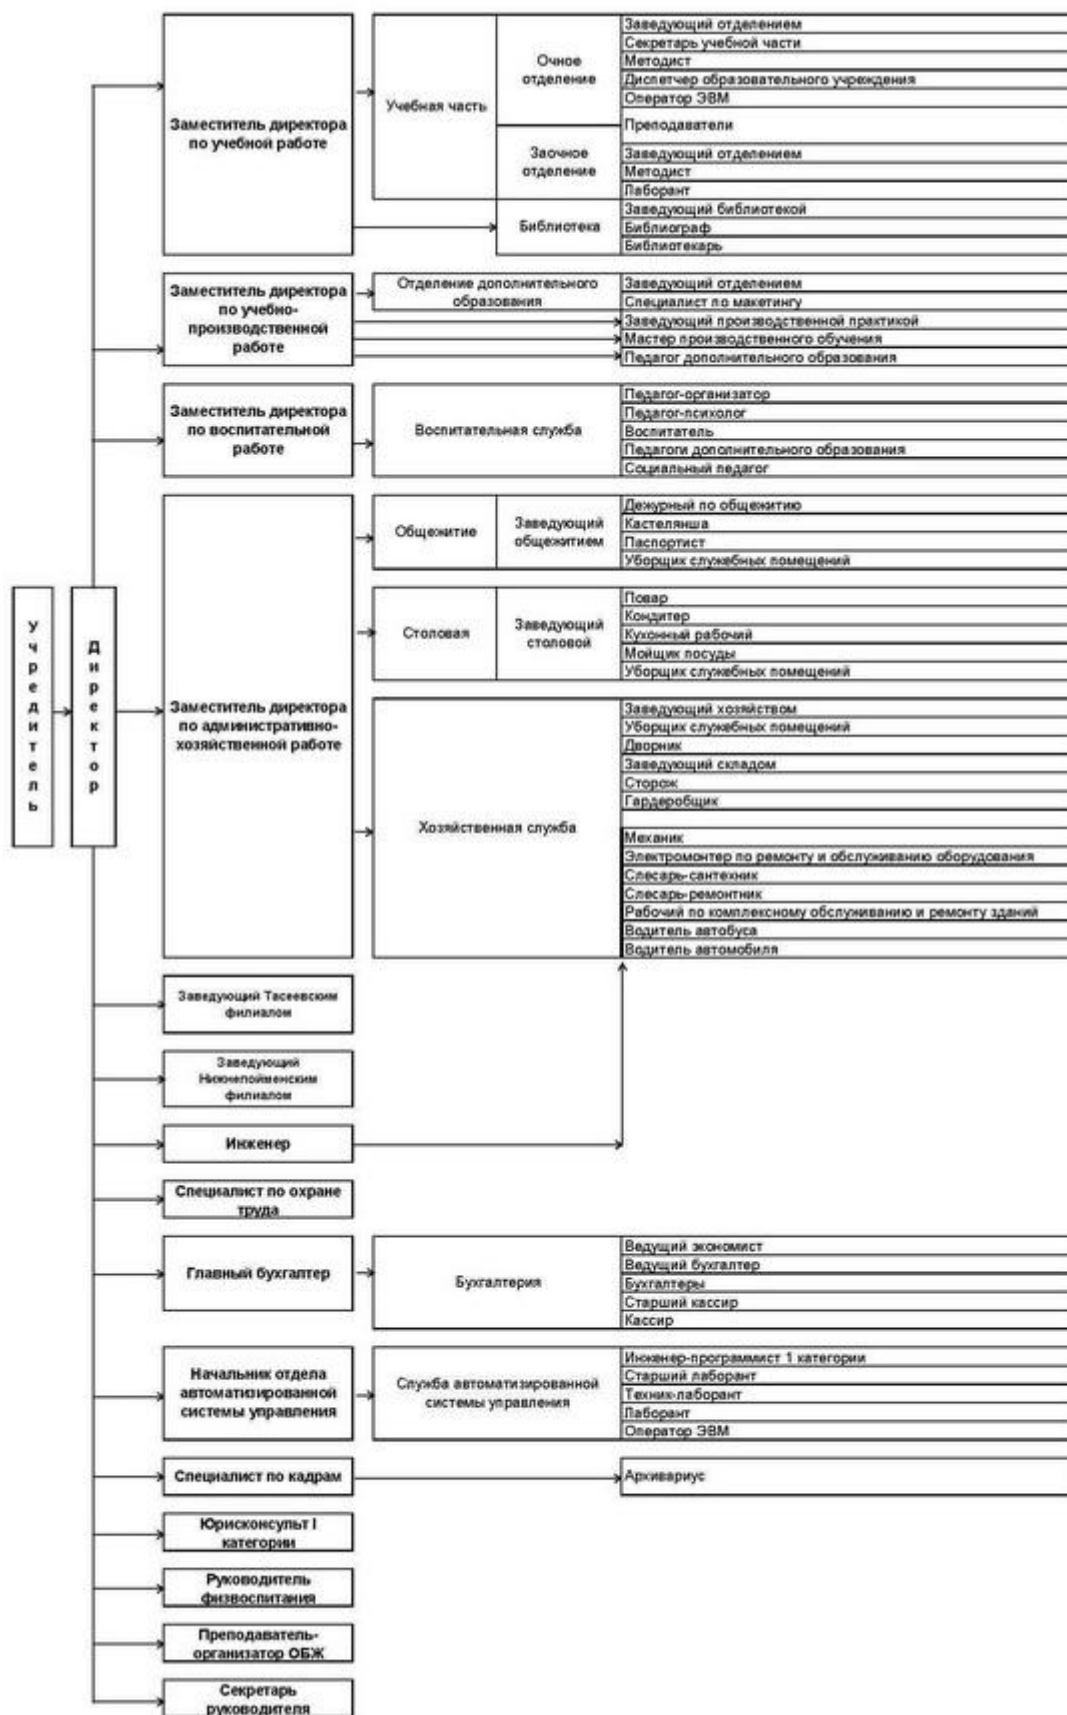 Учредитель
Директор
Заместитель директора
по учебной работе
Учебная часть
Очное
отделение
Заведующий отделением
Секретарь учебной части
Методист
Диспетчер образовательного учреждения
Оператор ЭВМ
Преподаватели
Заочное
отделение
Заведующий отделением
Методист
Лаборант
Библиотека
Заведующий библиотекой
Библиограф
Библиотекарь
Заместитель директора
по учебно-
производственной
работе
Отделение дополнительного
образования
Заведующий отделением
Специалист по макетингу
Заведующий производственной практикой
Мастер производственного обучения
Педагог дополнительного образования
Заместитель директора
по воспитательной
работе
Воспитательная служба
Педагог-организатор
Педагог-психолог
Воспитатель
Педагоги дополнительного образования
Социальный педагог
Заместитель директора
по административно-
хозяйственной работе
Общежитие
Заведующий
общежитием
Дежурный по общежитию
Кастелянша
Паспортист
Уборщик служебных помещений
Столовая
Заведующий
столовой
Повар
Кондитер
Кухонный рабочий
Мойщик посуды
Уборщик служебных помещений
Хозяйственная служба
Заведующий хозяйством
Уборщик служебных помещений
Дворник
Заведующий складом
Сторож
Гардеробщик
Механик
Электромонтер по ремонту и обслуживанию оборудования
Слесарь-сантехник
Слесарь-ремонтник
Рабочий по комплексному обслуживанию и ремонту зданий
Водитель автобуса
Водитель автомобиля
Заведующий Тасеевским
филиалом
Заведующий
Нижнепойменским
филиалом
Инженер
Специалист по охране
труда
Главный бухгалтер
Бухгалтерия
Ведущий экономист
Ведущий бухгалтер
Бухгалтеры
Старший кассир
Кассир
Начальник отдела
автоматизированной
системы управления
Служба автоматизированной
системы управления
Инженер-программист 1 категории
Старший лаборант
Техник-лаборант
Лаборант
Оператор ЭВМ
Специалист по кадрам
Архивариус
Юрисконсульт I
категории
Руководитель
физвоспитания
Преподаватель-
организатор ОБЖ
Секретарь
руководителя